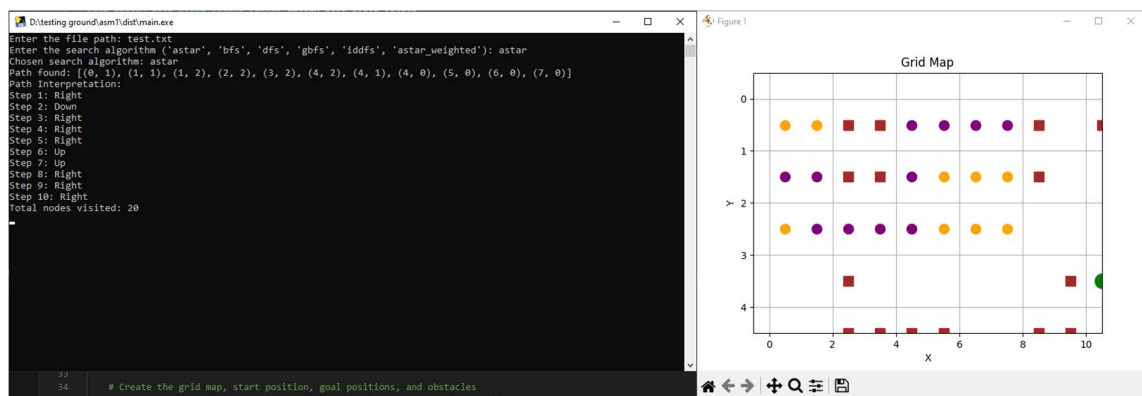 D:\testing ground\asm1\dist\main.exe
Enter the file path: test.txt
Enter the search algorithm ('astar', 'bfs', 'dfs', 'gbfs', 'iddfs', 'astar_weighted'): astar
Chosen search algorithm: astar
Path found: [(0, 1), (1, 1), (1, 2), (2, 2), (3, 2), (4, 2), (4, 1), (4, 0), (5, 0), (6, 0), (7, 0)]
Path Interpretation:
Step 1: Right
Step 2: Down
Step 3: Right
Step 4: Right
Step 5: Right
Step 6: Up
Step 7: Up
Step 8: Right
Step 9: Right
Step 10: Right
Total nodes visited: 20
33
34 # Create the grid map, start position, goal positions, and obstacles
Figure 1
Grid Map
0
1
2
3
4
Y
0 2 4 6 8 10
X